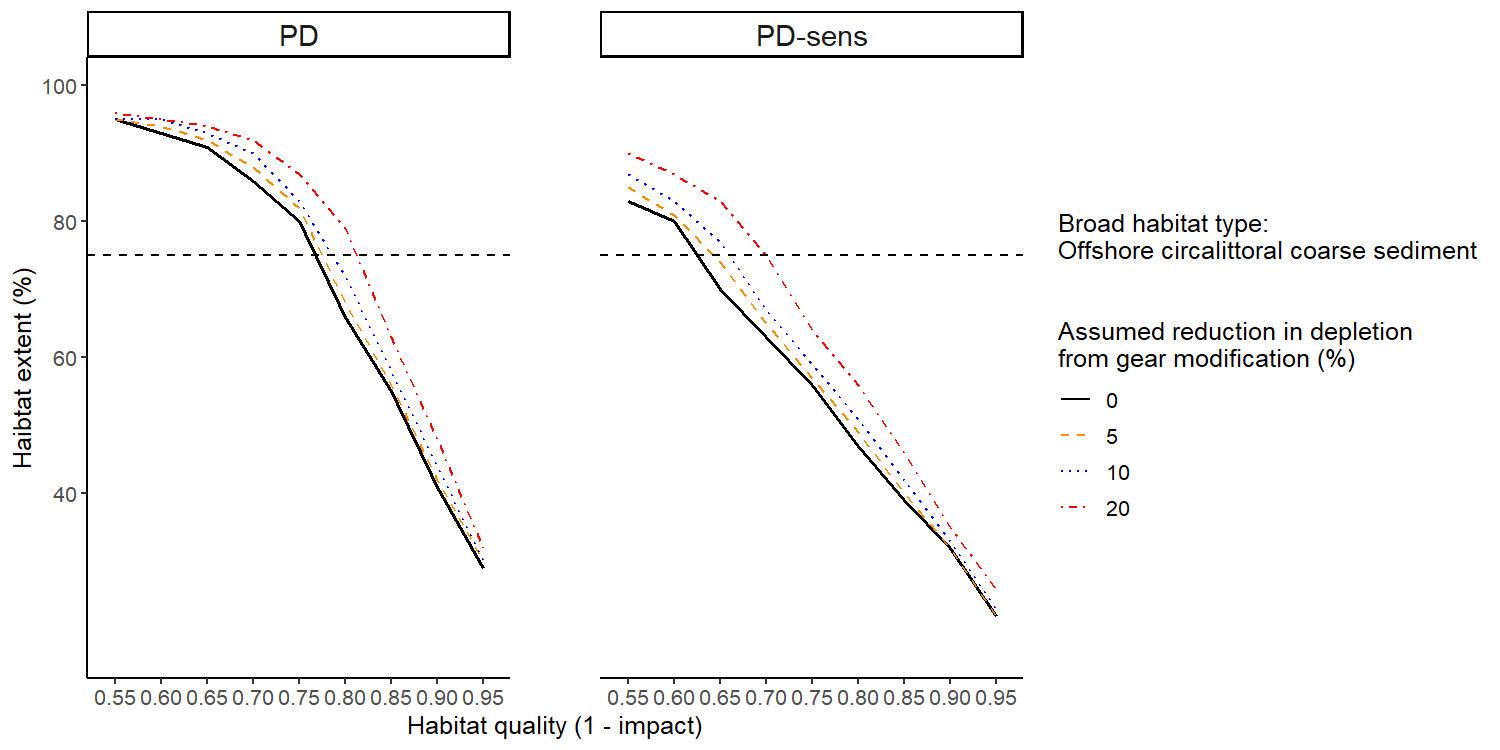 PD
PD-sens
100
80
60
40
Haibtat extent (%)
0.55 0.60 0.65 0.70 0.75 0.80 0.85 0.90 0.95
0.55 0.60 0.65 0.70 0.75 0.80 0.85 0.90 0.95
Habitat quality (1 - impact)
Broad habitat type:
Offshore circalittoral coarse sediment
Assumed reduction in depletion
from gear modification (%)
0
5
10
20